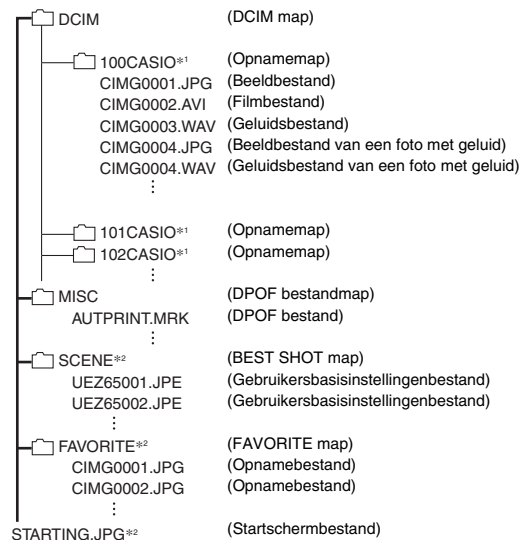 DCIM (DCIM map)
100CASIO*1 (Opnamemap)
CIMG0001.JPG (Beeldbestand)
CIMG0002.AVI (Filmbestand)
CIMG0003.WAV (Geluidsbestand)
CIMG0004.JPG (Beeldbestand van een foto met geluid)
CIMG0004.WAV (Geluidsbestand van een foto met geluid)
101CASIO*1 (Opnamemap)
102CASIO*1 (Opnamemap)
MISC (DPOF bestandmap)
AUTPRINT.MRK (DPOF bestand)
SCENE*2 (BEST SHOT map)
UEZ65001.JPE (Gebruikersbasisinstellingenbestand)
UEZ65002.JPE (Gebruikersbasisinstellingenbestand)
FAVORITE*2 (FAVORITE map)
CIMG0001.JPG (Opnamebestand)
CIMG0002.JPG (Opnamebestand)
STARTING.JPG*2 (Startschermbestand)